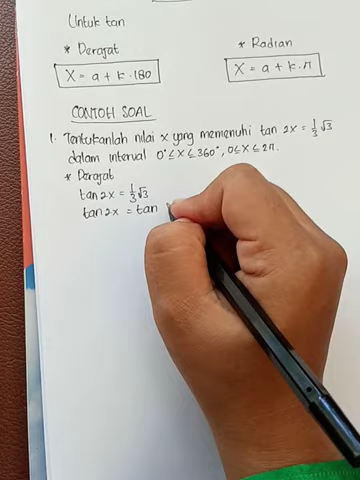 Untuk tan
* Derajat
* Radian
X = a + k . 180
X = a + k . π
CONTOH SOAL
1. Tentukanlah nilai x yang memenuhi tan 2x = 1/3 √3
dalam interval 0° ≤ x ≤ 360°, 0 ≤ x ≤ 2π.
* Derajat
tan 2x = 1/3 √3
tan 2x = tan